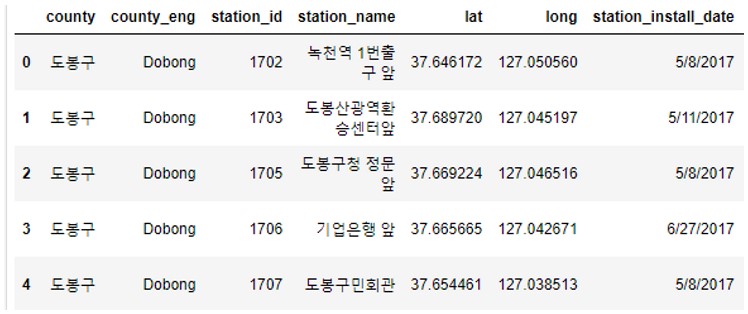 county county_eng station_id station_name lat long station_install_date
0 도봉구 Dobong 1702 녹천역 1번출 37.646172 127.050560 5/8/2017
구 앞
1 도봉구 Dobong 1703 도봉산광역환 37.689720 127.045197 5/11/2017
승센터앞
2 도봉구 Dobong 1705 도봉구청 정문 37.669224 127.046516 5/8/2017
앞
3 도봉구 Dobong 1706 기업은행 앞 37.665665 127.042671 6/27/2017
4 도봉구 Dobong 1707 도봉구민회관 37.654461 127.038513 5/8/2017